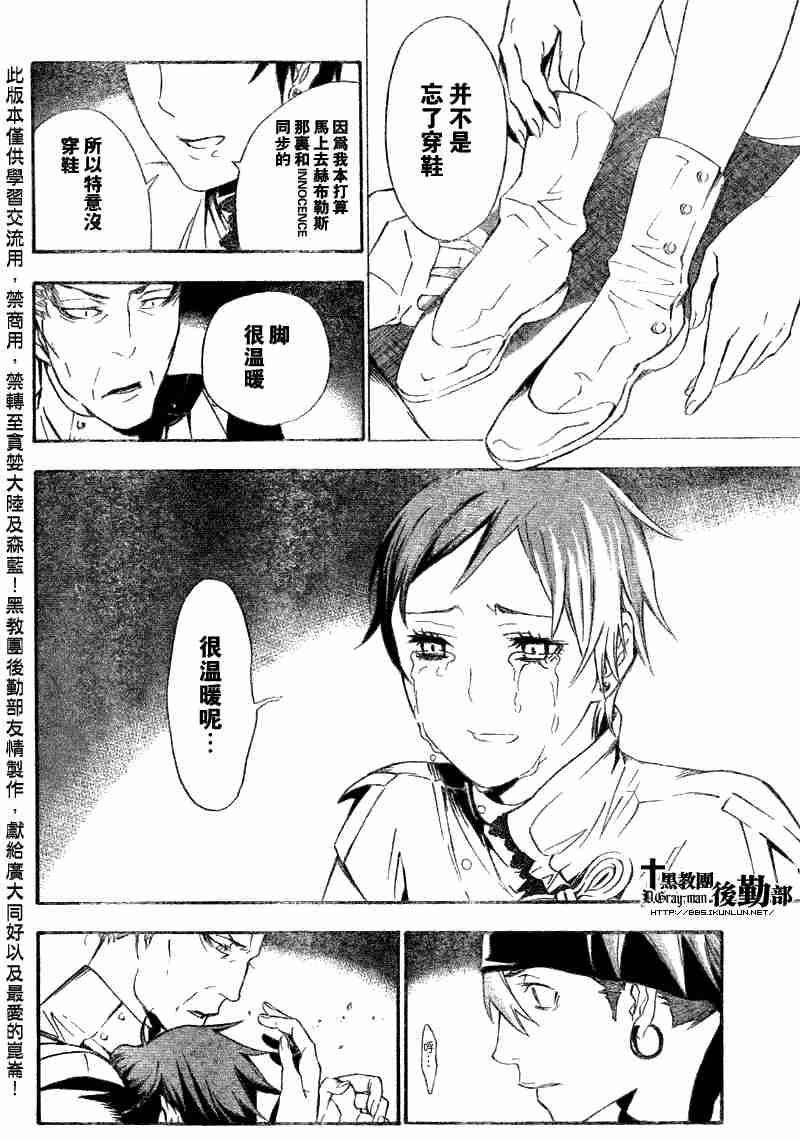 並不是
忘了穿鞋
因爲我本打算
馬上去赫布勒斯
那裏和INNOCENCE
同步的
所以特意沒
穿鞋
脚
很温暖
很温暖呢…
呼…
十黑教團
D.Gray-man
後勤部
HTTP://BBS.IKUNLUN.NET/
此版本僅供學習交流用，禁商用，禁轉至貪婪大陸及森藍！黑教團後勤部友情製作，獻給廣大同好以及最愛的崑崙！